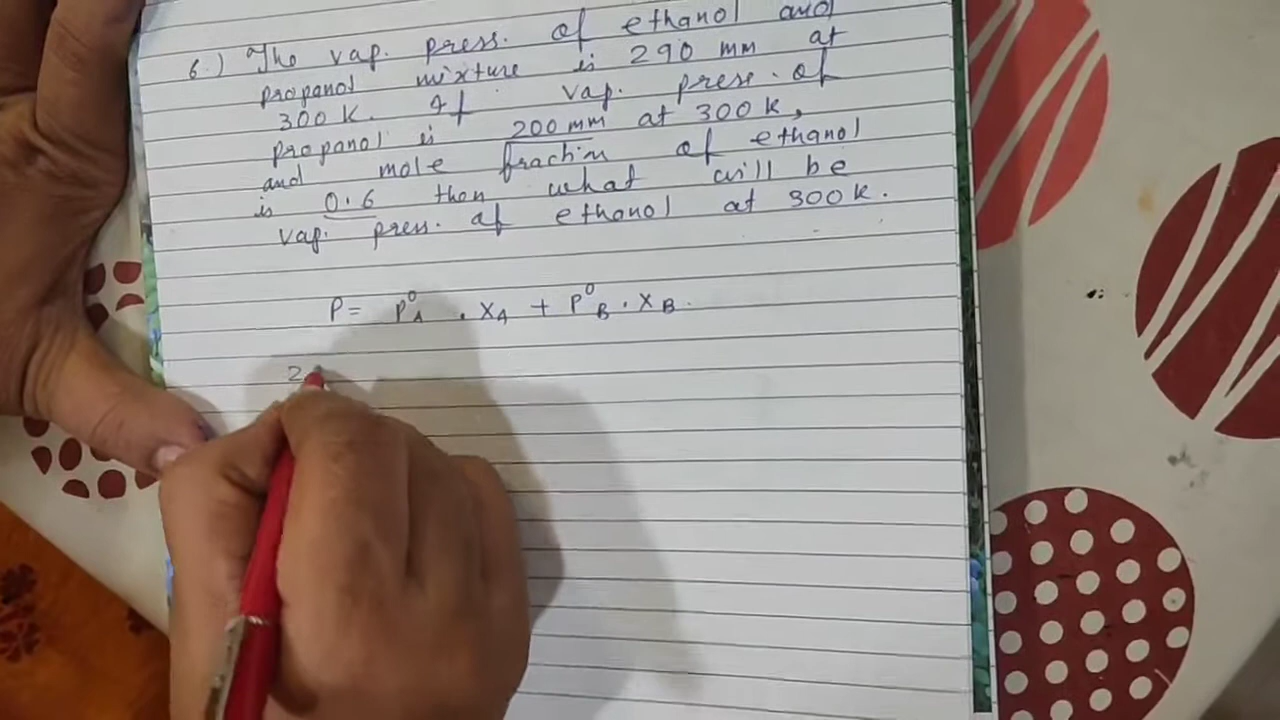 6.) The vap. press. of ethanol and
propanol mixture is 290 mm at
300 K. If vap. press. of
propanol is 200 mm at 300 k,
and mole fraction of ethanol
is 0.6 then what will be
vap. press. of ethanol at 300 k.
P = P°A . XA + P°B . XB.
2